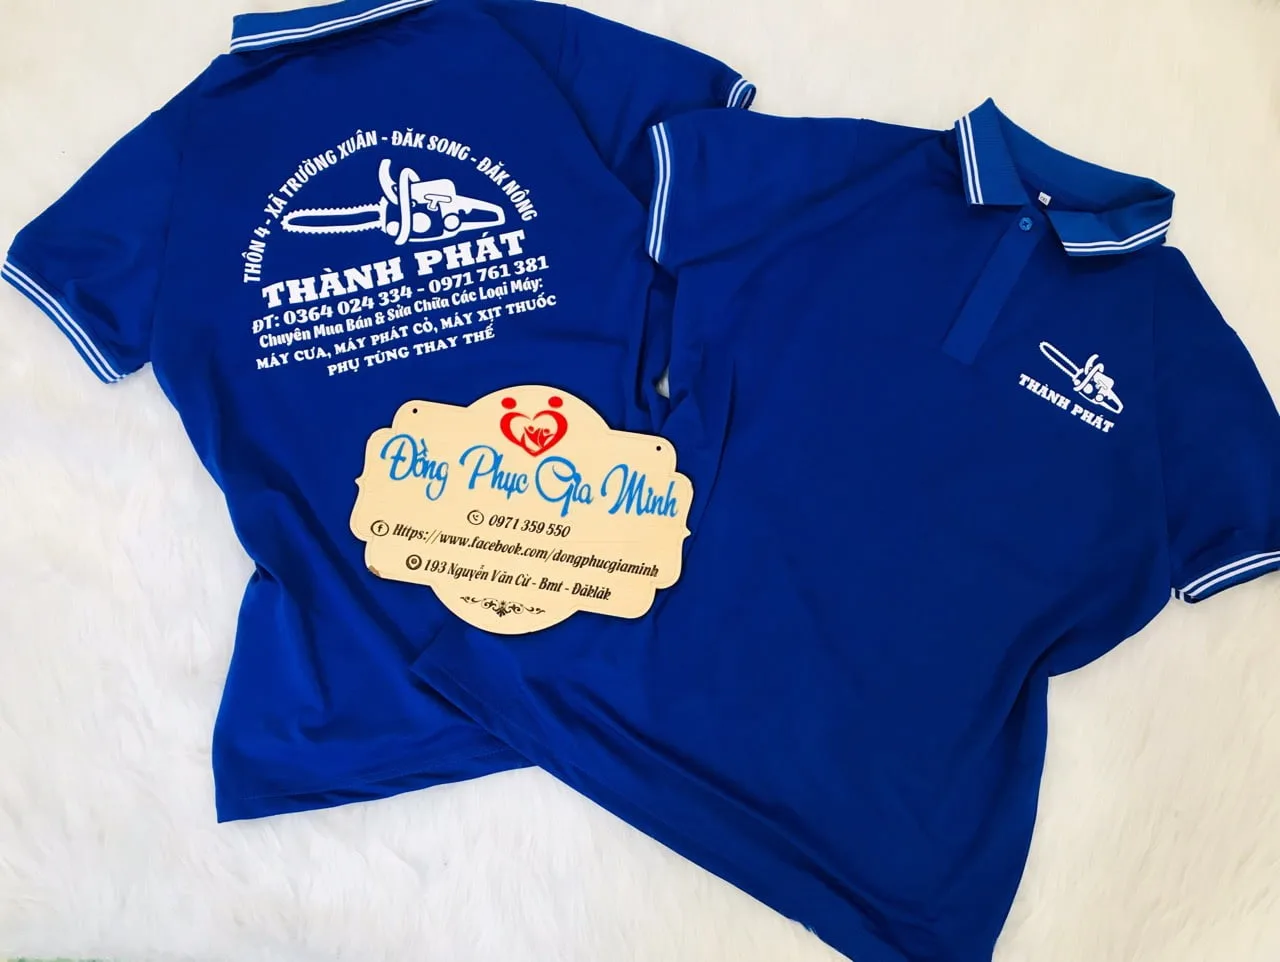 THÔN 4 - XÃ TRƯỜNG XUÂN - ĐĂK SONG - ĐĂK NÔNG
THÀNH PHÁT
ĐT: 0364 024 334 - 0971 761 381
Chuyên Mua Bán & Sửa Chữa Các Loại Máy:
MÁY CƯA, MÁY PHÁT CỎ, MÁY XỊT THUỐC
PHỤ TÙNG THAY THẾ
THÀNH PHÁT
Đồng Phục Gia Minh
0971 359 550
Https://www.facebook.com/dongphucgiaminh
193 Nguyễn Văn Cừ - Bmt - Đăklăk